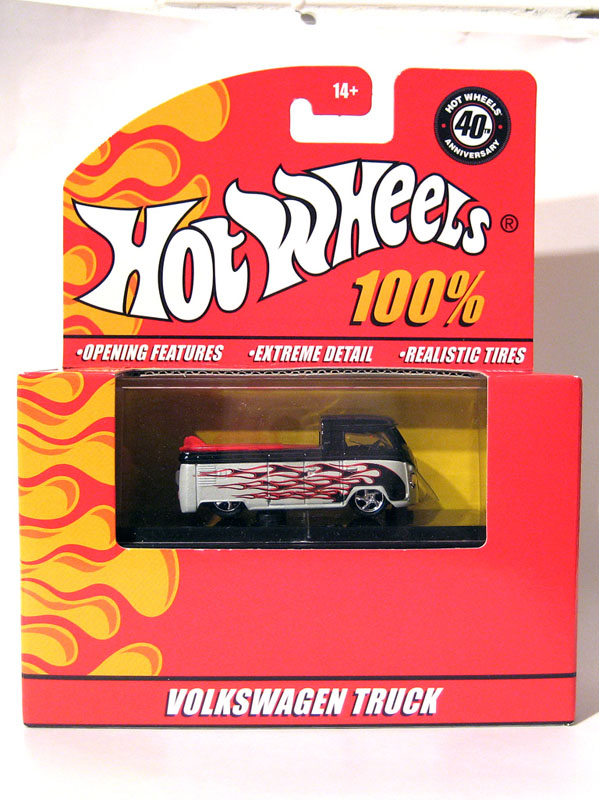 14+
HOT WHEELS
40TH
ANNIVERSARY
HOT WHEELS®
100%
•OPENING FEATURES •EXTREME DETAIL •REALISTIC TIRES
VOLKSWAGEN TRUCK